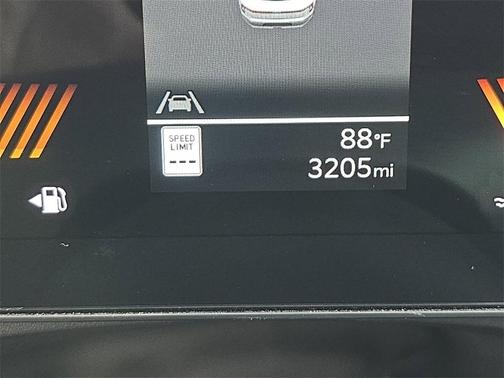 SPEED
LIMIT
---
88°F
3205mi